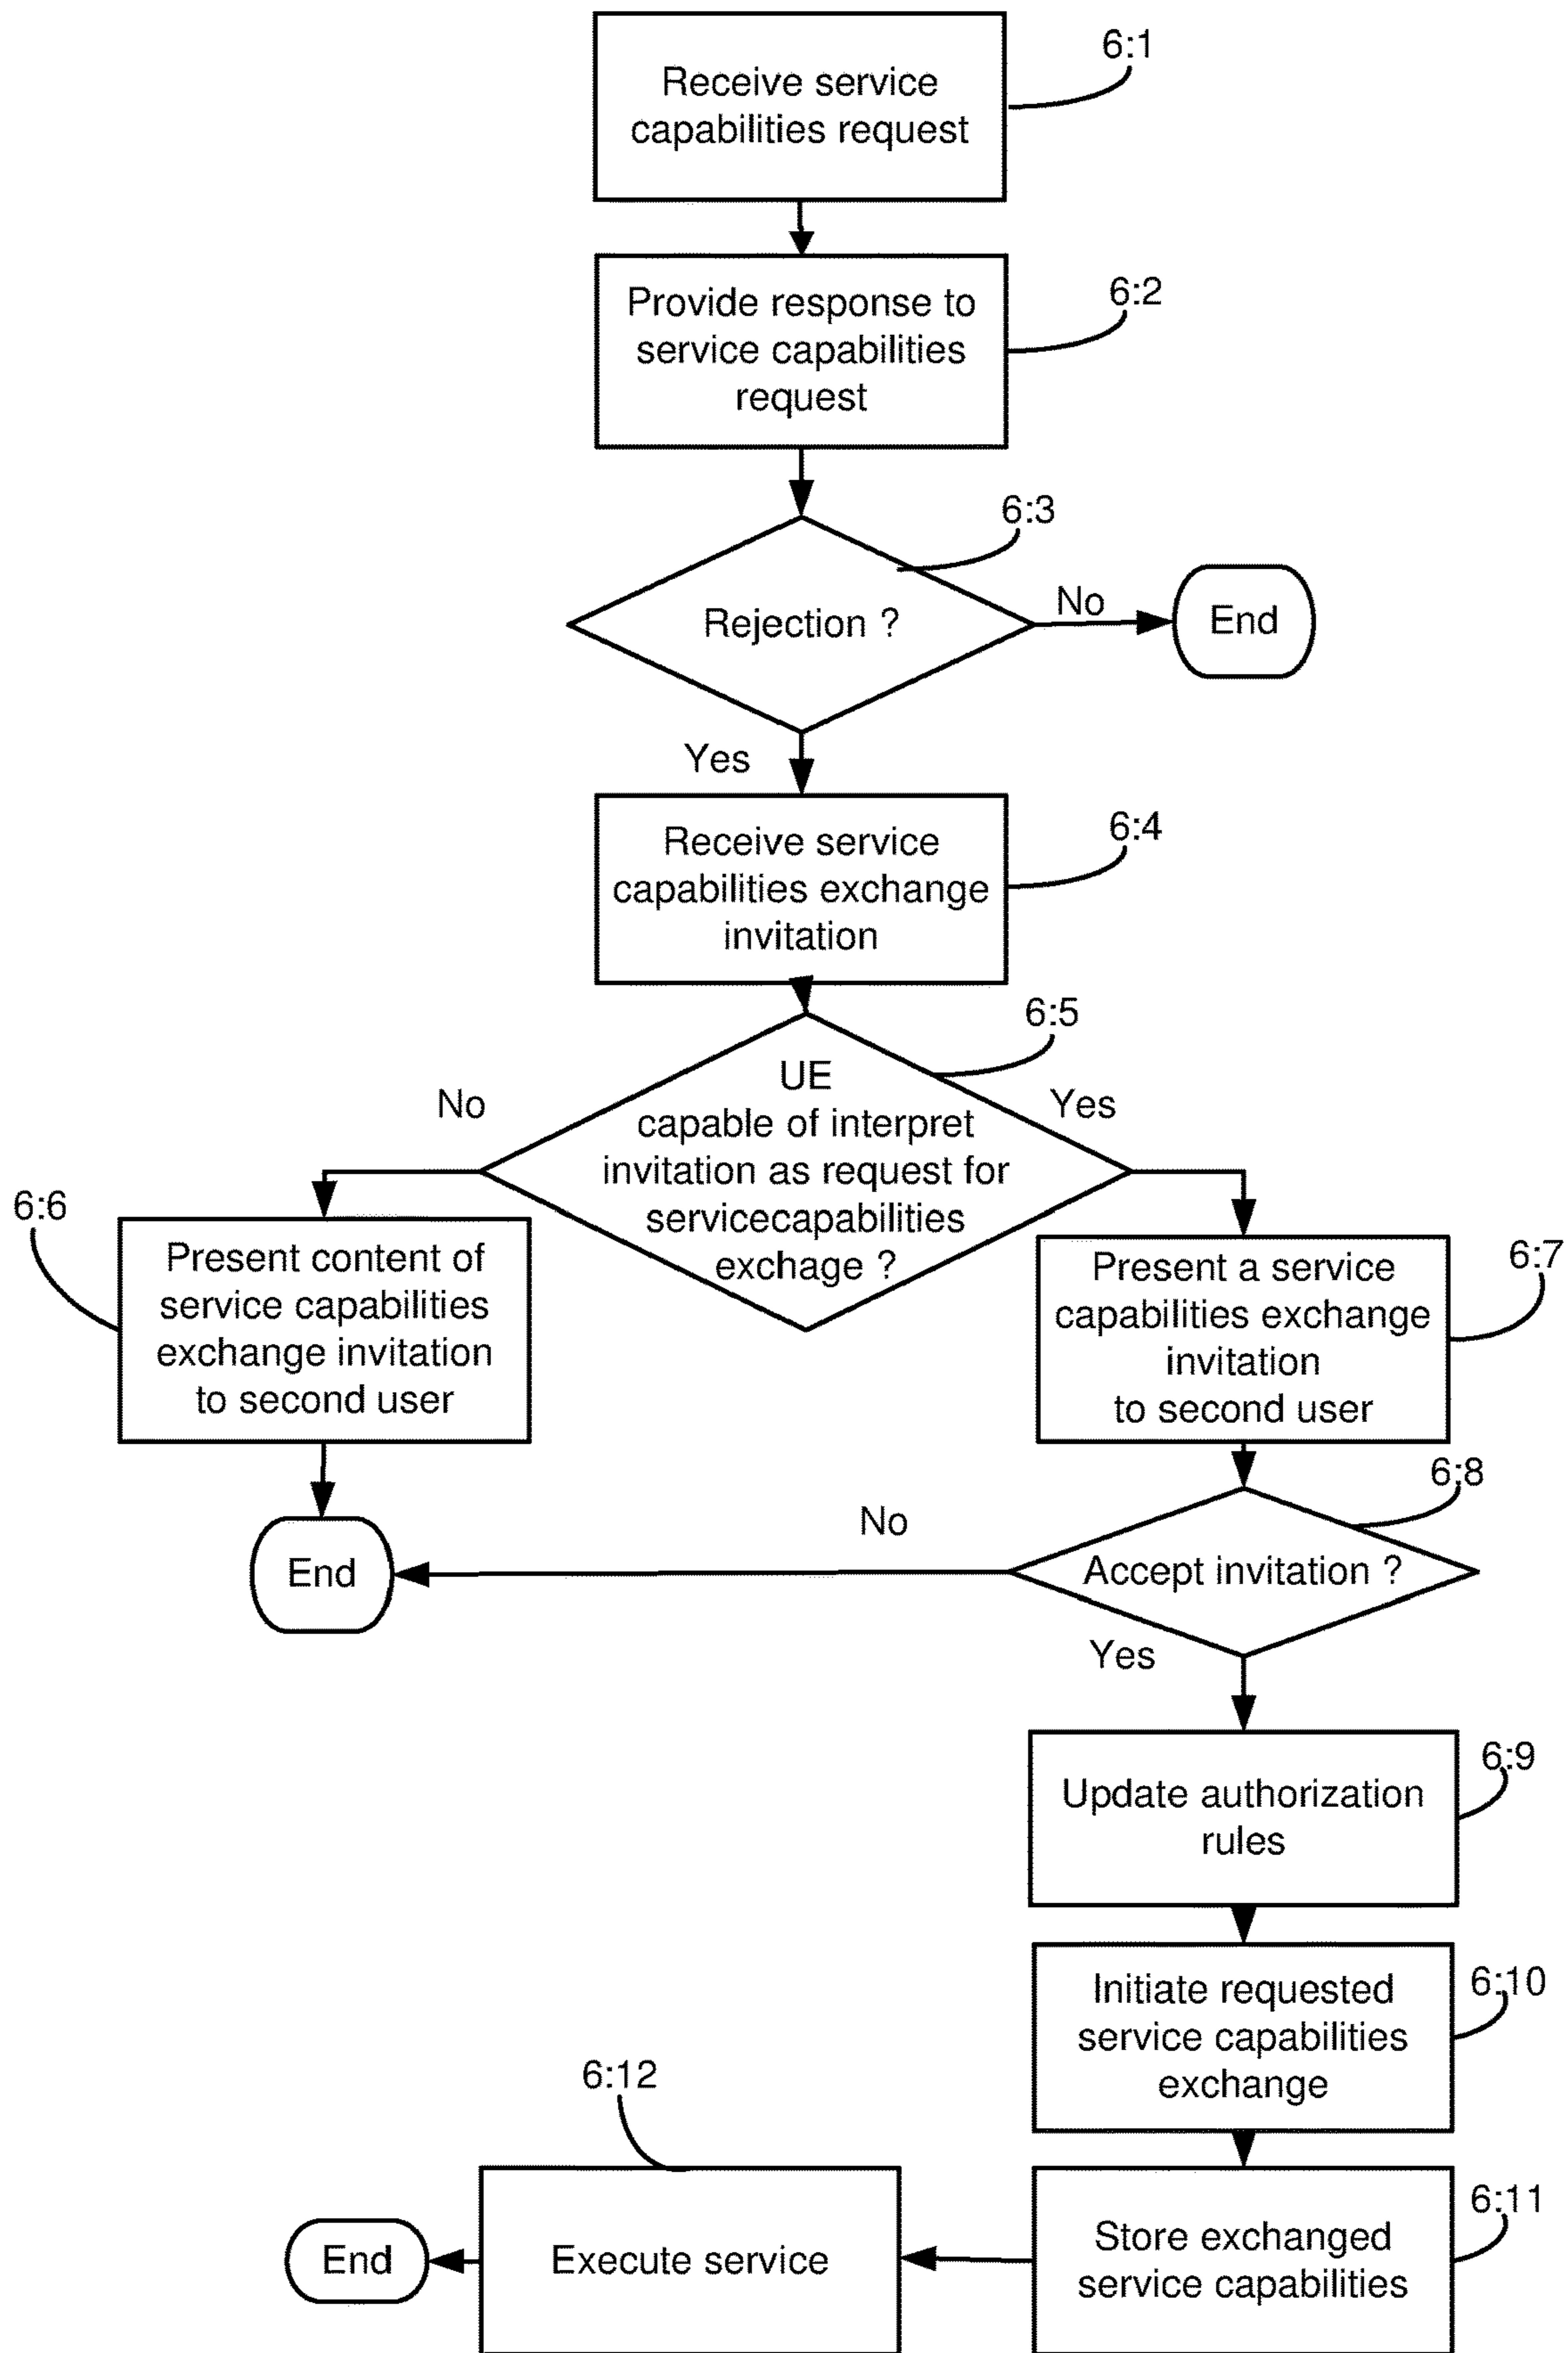 Receive service
capabilities request
6:1
Provide response to
service capabilities
request
6:2
6:3
Rejection ?
No
End
Yes
Receive service
capabilities exchange
invitation
6:4
6:5
UE
capable of interpret
invitation as request for
servicecapabilities
exchage ?
No
Yes
6:6
Present content of
service capabilities
exchange invitation
to second user
Present a service
capabilities exchange
invitation
to second user
6:7
6:8
No
End
Accept invitation ?
Yes
Update authorization
rules
6:9
Initiate requested
service capabilities
exchange
6:10
6:12
End
Execute service
Store exchanged
service capabilities
6:11